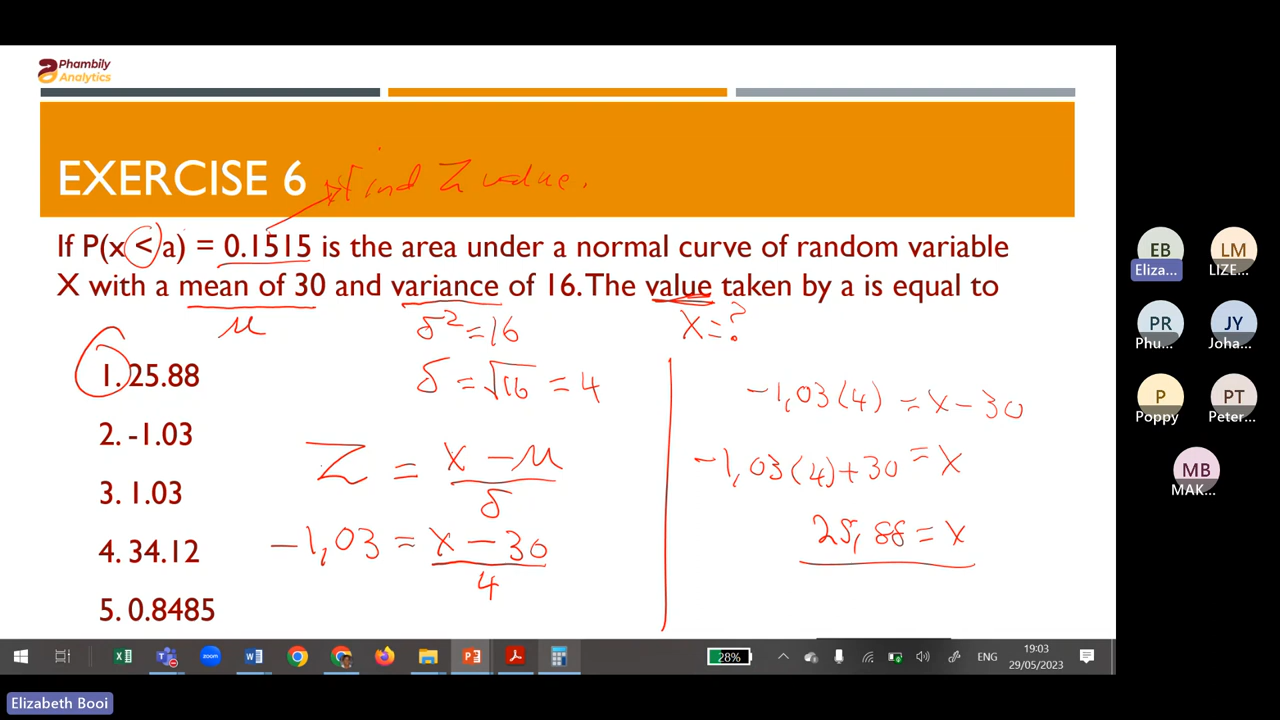 Phambily
Analytics
EXERCISE 6
Find Z value.
If P(x < a) = 0.1515 is the area under a normal curve of random variable
X with a mean of 30 and variance of 16. The value taken by a is equal to
μ
δ² = 16
x = ?
1. 25.88
δ = √16 = 4
-1,03(4) = x - 30
2. -1.03
Z = x - μ / δ
-1,03(4) + 30 = x
3. 1.03
-1,03 = x - 30 / 4
25,88 = x
4. 34.12
5. 0.8485
EB
LM
Eliza...
LIZE...
PR
JY
Phu...
Joha...
P
PT
Poppy
Peter...
MB
MAK...
28%
ENG
19:03
29/05/2023
Elizabeth Booi